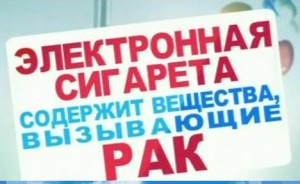 ЭЛЕКТРОННАЯ
СИГАРЕТА
СОДЕРЖИТ ВЕЩЕСТВА,
ВЫЗЫВАЮЩИЕ
РАК